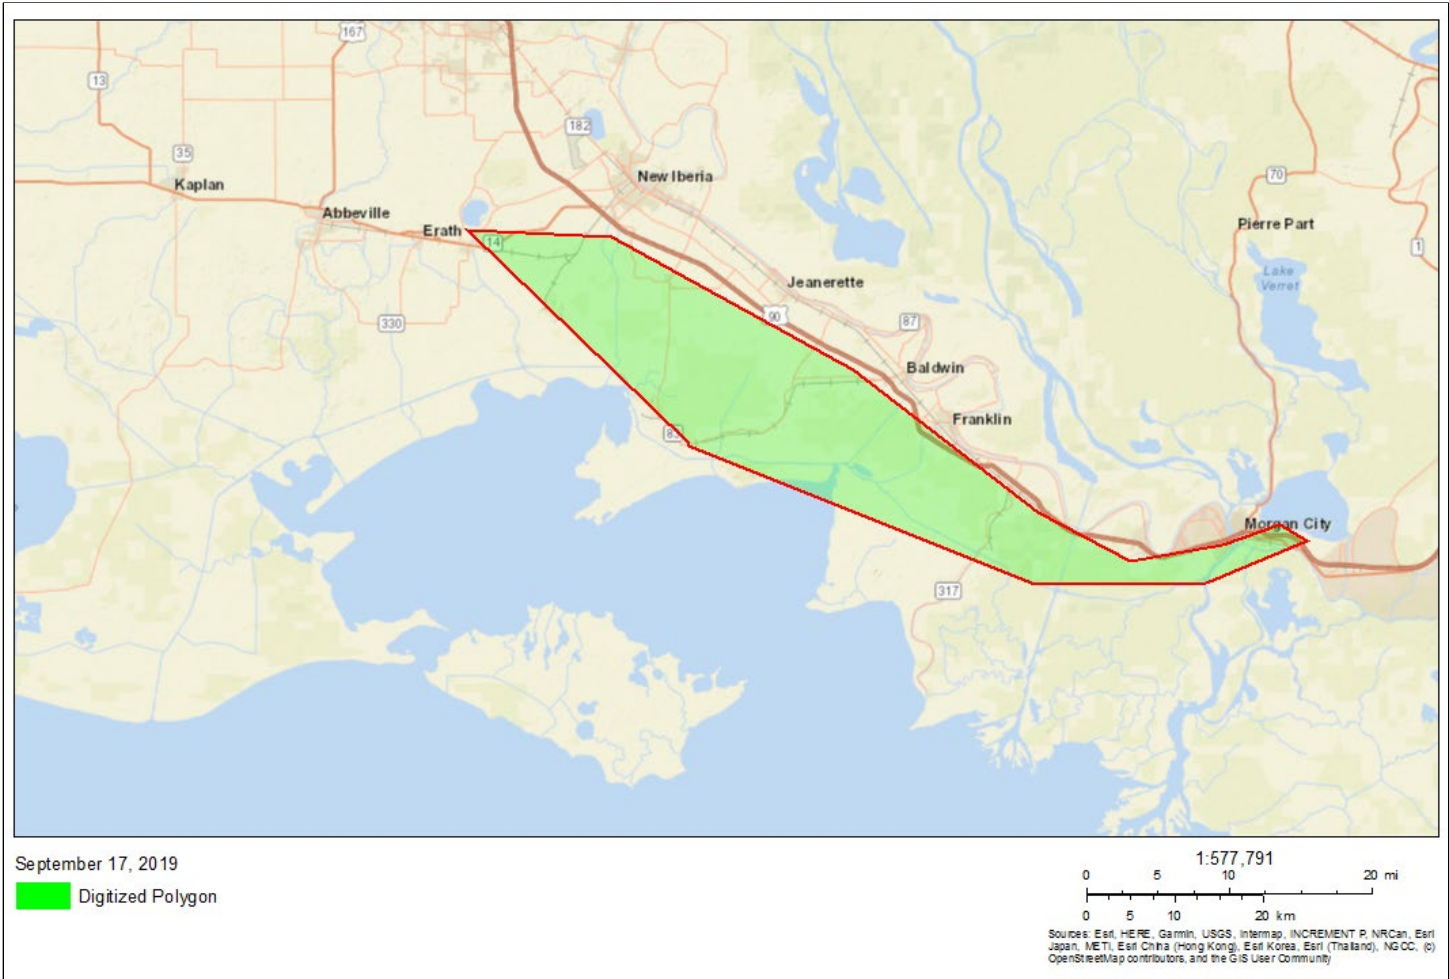 167
13
182
35
New Iberia
70
Kaplan
Abbeville
Pierre Part
Erath
14
1
Lake
Verret
Jeanerette
90
87
330
Baldwin
Franklin
83
Morgan City
317
September 17, 2019
Digitized Polygon
1:577,791
0 5 10 20 mi
0 5 10 20 km
Sources: Esri, HERE, Garmin, USGS, Intermap, INCREMENT P, NRCan, Esri
Japan, METI, Esri China (Hong Kong), Esri Korea, Esri (Thailand), NGCC, (c)
OpenStreetMap contributors, and the GIS User Community